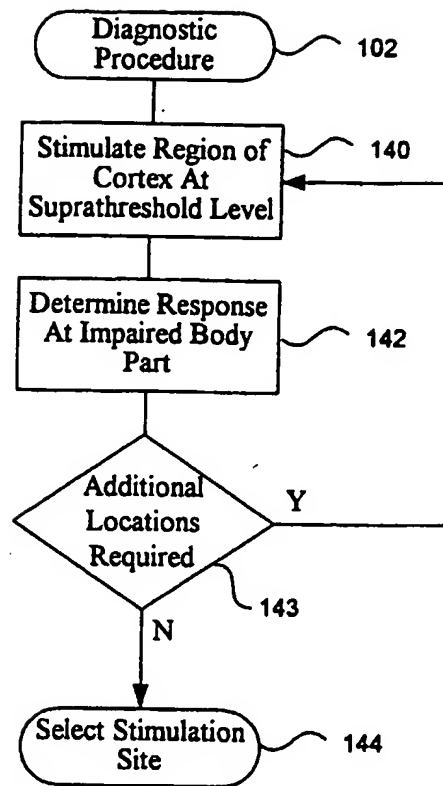 Diagnostic
Procedure
102
Stimulate Region of
Cortex At
Suprathreshold Level
140
Determine Response
At Impaired Body
Part
142
Additional
Locations
Required
Y
143
N
Select Stimulation
Site
144